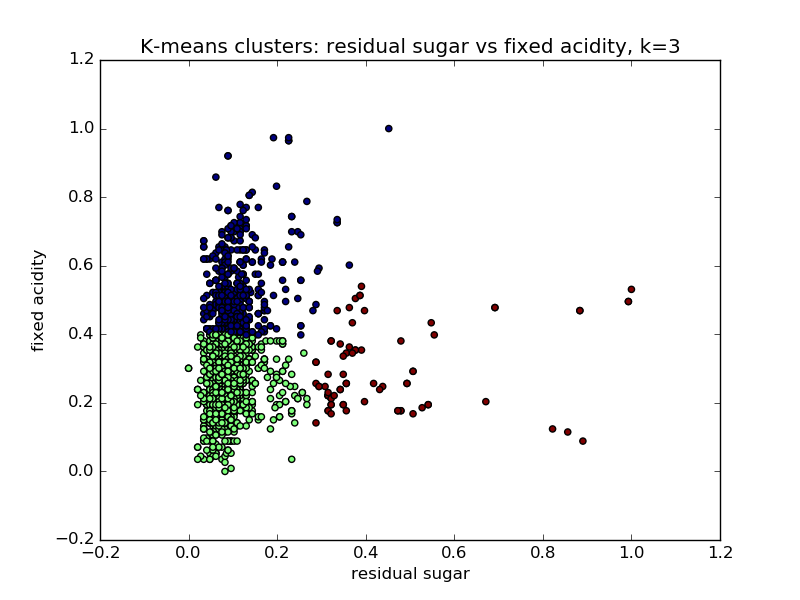 K-means clusters: residual sugar vs fixed acidity, k=3
1.2
1.0
0.8
0.6
0.4
0.2
0.0
−0.2
fixed acidity
−0.2 0.0 0.2 0.4 0.6 0.8 1.0 1.2
residual sugar